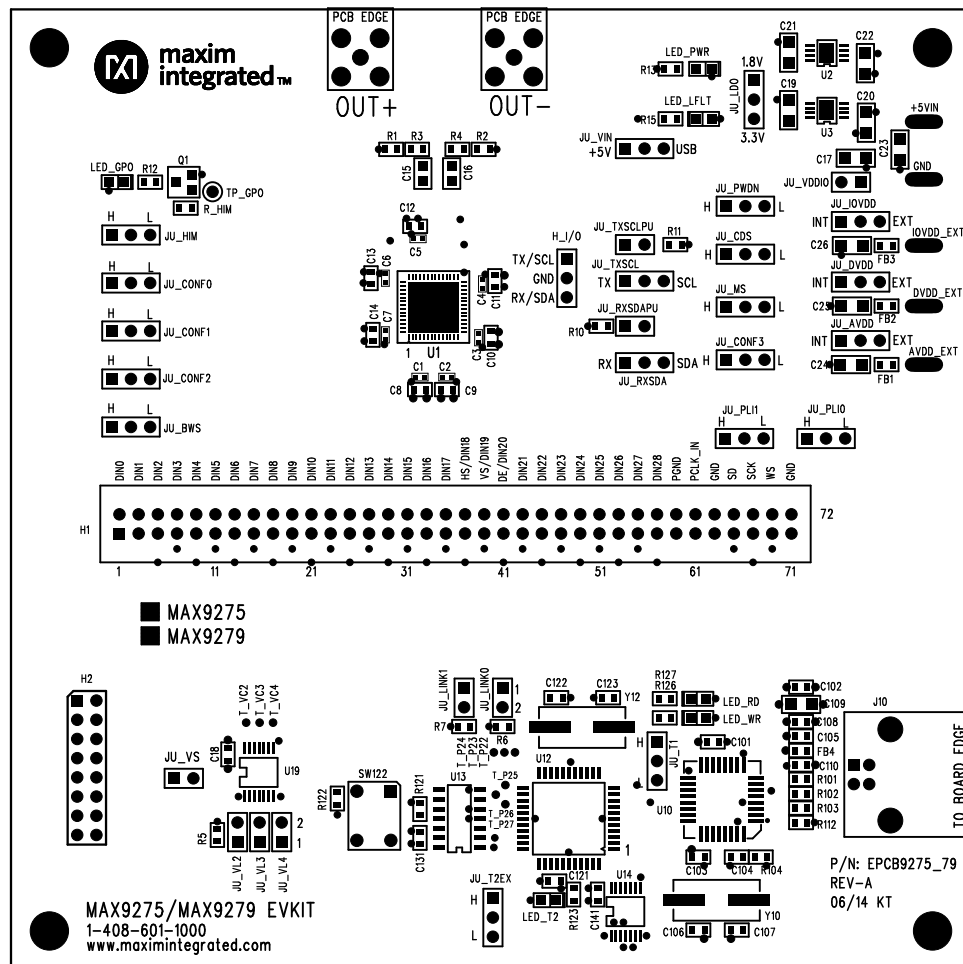 maxim
integrated™
PCB EDGE
PCB EDGE
OUT+
OUT-
LED_PWR
R13
LED_LFLT
R15
1.8V
JU_LDO
3.3V
C21
C22
U2
C19
C20
U3
+5VIN
JU_VIN
+5V
USB
C17
C23
GND
JU_VDDIO
R1
R3
R4
R2
C15
C16
LED_GPO
R12
Q1
TP_GPO
R_HIM
H
L
JU_HIM
H
L
JU_CONF0
H
L
JU_CONF1
H
L
JU_CONF2
H
L
JU_BWS
C12
C5
C13
C6
C4
C11
C14
C7
C3
C10
1
U1
C1
C2
C8
C9
H_I/O
TX/SCL
GND
RX/SDA
JU_TXSCLPU
R11
JU_TXSCL
TX
SCL
JU_RXSDAPU
R10
RX
SDA
JU_RXSDA
JU_PWDN
H
L
JU_CDS
H
L
JU_MS
H
L
JU_CONF3
H
L
JU_IOVDD
INT
EXT
IOVDD_EXT
C26
FB3
JU_DVDD
INT
EXT
DVDD_EXT
C23
FB2
JU_AVDD
INT
EXT
AVDD_EXT
C24
FB1
JU_PLI1
H
L
JU_PLI0
H
L
DIN0
DIN1
DIN2
DIN3
DIN4
DIN5
DIN6
DIN7
DIN8
DIN9
DIN10
DIN11
DIN12
DIN13
DIN14
DIN15
DIN16
DIN17
HS/DIN18
VS/DIN19
DE/DIN20
DIN21
DIN22
DIN23
DIN24
DIN25
DIN26
DIN27
DIN28
PGND
PCLK_IN
GND
SD
SCK
WS
GND
H1
72
1
11
21
31
41
51
61
71
MAX9275
MAX9279
H2
T_VC2
T_VC3
T_VC4
JU_VS
C18
U19
R5
2
1
JU_VL2
JU_VL3
JU_VL4
SW122
R122
R121
C131
U13
JU_LINK1
JU_LINK0
1
2
R7
R6
T_P24
T_P23
T_P22
T_P25
T_P26
T_P27
C122
C123
Y12
U12
1
R127
R126
LED_RD
LED_WR
JU_T1
H
L
C101
U10
C102
C109
C108
C105
FB4
C110
R101
R102
R103
R112
J10
TO BOARD EDGE
JU_T2EX
H
L
C121
LED_T2
R123
C141
U14
C103
C104
R104
Y10
C106
C107
P/N: EPCB9275_79
REV-A
06/14 KT
MAX9275/MAX9279 EVKIT
1-408-601-1000
www.maximintegrated.com